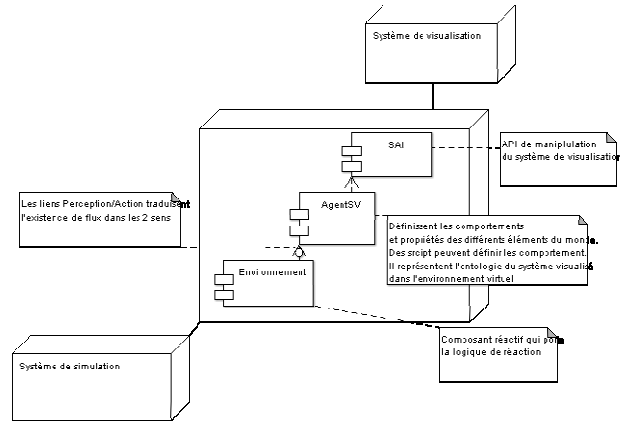 Système de visualisation
SAI
API de maniplulation
du système de visualisation
Les liens Perception/Action traduisent
l'existence de flux dans les 2 sens
AgentSV
Définissent les comportements
et propiétés des différents éléments du monde.
Des srcipt peuvent définir les comportement.
Il représentent l'ontologie du système visualisé
dans l'environnement virtuel
Environnement
Composant réactif qui porte
la logique de réaction
Système de simulation